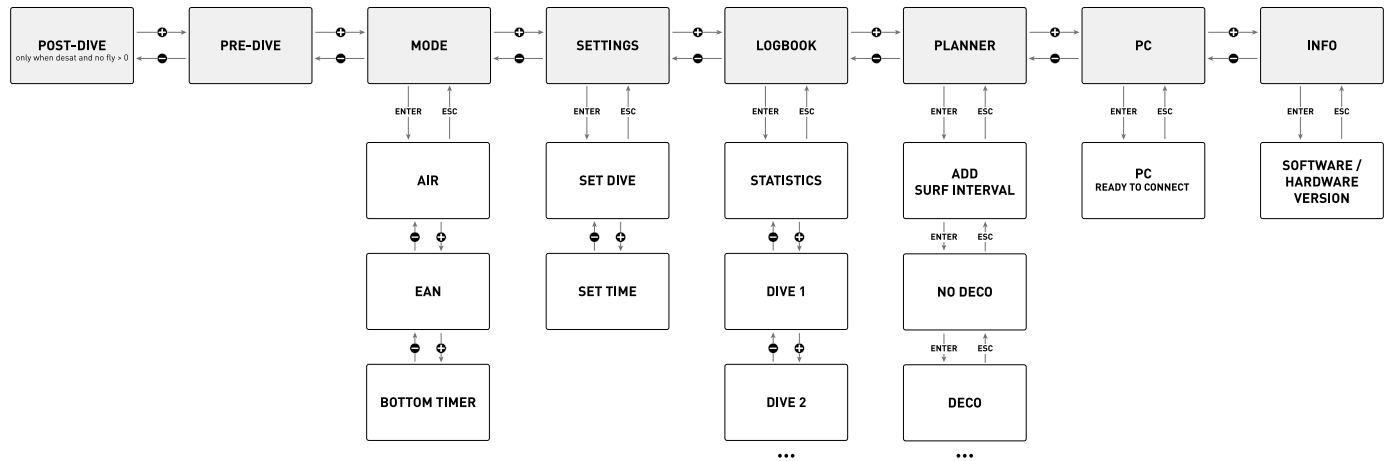 POST-DIVE
only when desat and no fly > 0
+
−
PRE-DIVE
+
−
MODE
+
−
SETTINGS
+
−
LOGBOOK
+
−
PLANNER
+
−
PC
+
−
INFO
ENTER ESC
ENTER ESC
ENTER ESC
ENTER ESC
ENTER ESC
ENTER ESC
AIR
SET DIVE
STATISTICS
ADD
SURF INTERVAL
PC
READY TO CONNECT
SOFTWARE /
HARDWARE
VERSION
− +
− +
− +
ENTER ESC
EAN
SET TIME
DIVE 1
NO DECO
− +
− +
ENTER ESC
BOTTOM TIMER
DIVE 2
DECO
•••
•••